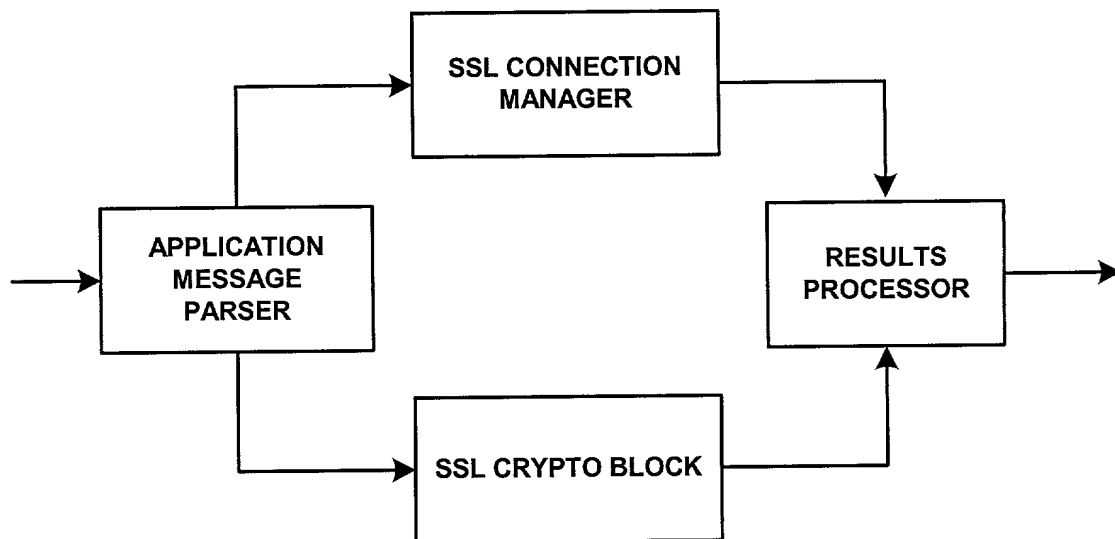 SSL CONNECTION
MANAGER
APPLICATION
MESSAGE
PARSER
RESULTS
PROCESSOR
SSL CRYPTO BLOCK